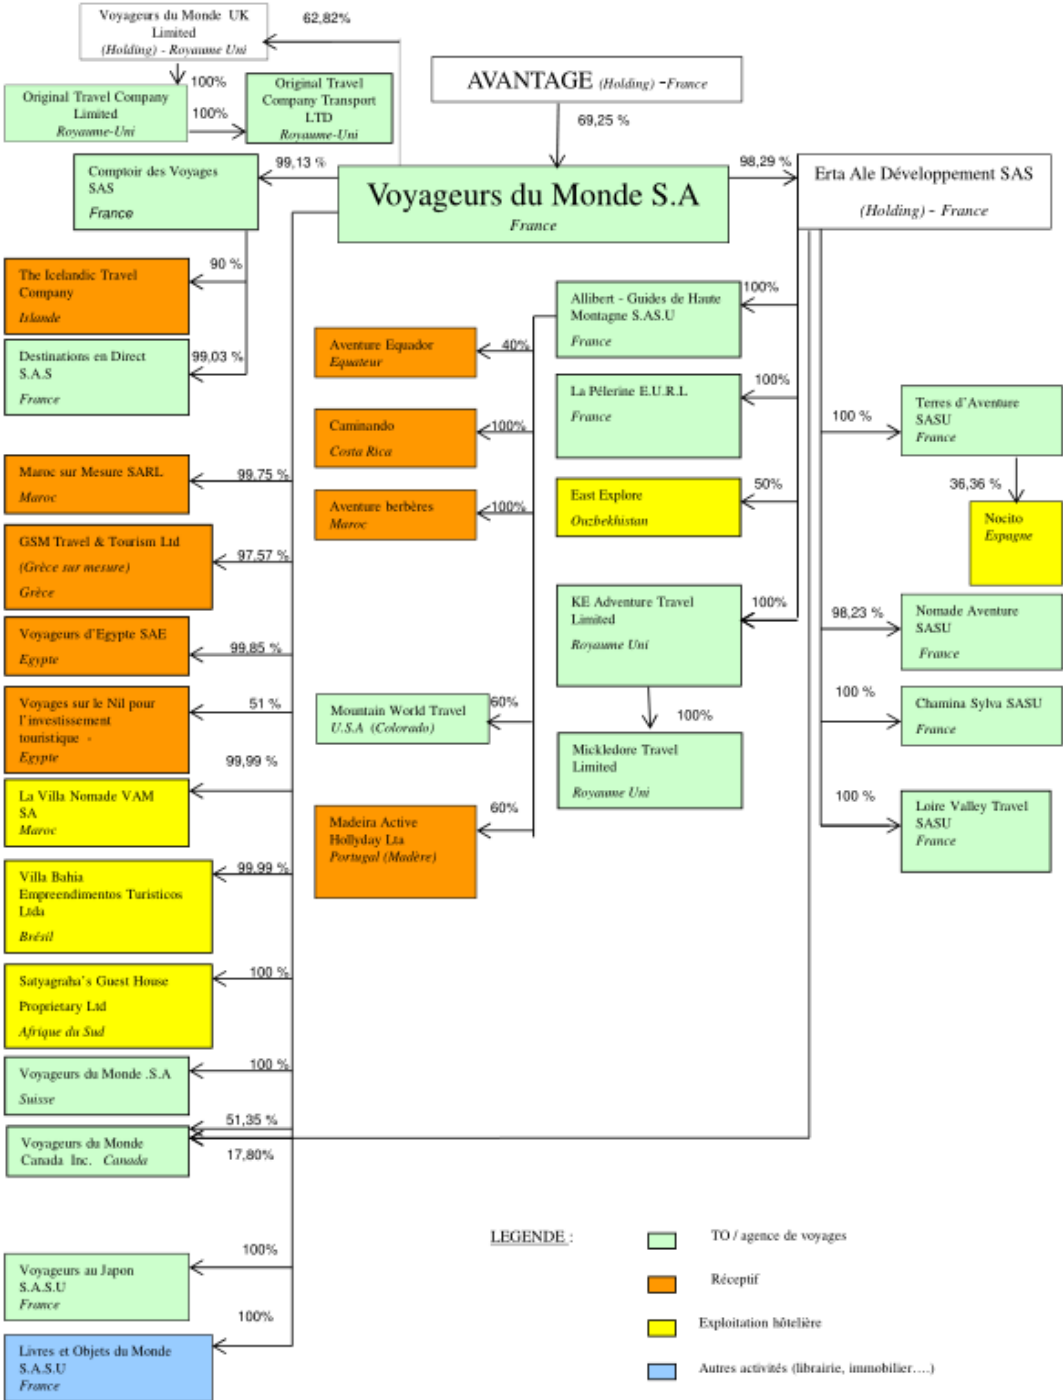 Voyageurs du Monde UK
Limited
(Holding) - Royaume Uni
62,82%
100%
Original Travel Company
Limited
Royaume-Uni
100%
Original Travel
Company Transport
LTD
Royaume-Uni
AVANTAGE (Holding) -France
69,25 %
Comptoir des Voyages
SAS
France
99,13 %
Voyageurs du Monde S.A
France
98,29 %
Erta Ale Développement SAS
(Holding) - France
The Icelandic Travel
Company
Islande
90 %
Destinations en Direct
S.A.S
France
99,03 %
Maroc sur Mesure SARL
Maroc
99,75 %
GSM Travel & Tourism Ltd
(Grèce sur mesure)
Grèce
97,57 %
Voyageurs d'Egypte SAE
Egypte
99,85 %
Voyages sur le Nil pour
l'investissement
touristique -
Egypte
51 %
99,99 %
La Villa Nomade VAM
SA
Maroc
Villa Bahia
Empreendimentos Turisticos
Ltda
Brésil
99,99 %
Satyagraha's Guest House
Proprietary Ltd
Afrique du Sud
100 %
Voyageurs du Monde .S.A
Suisse
100 %
51,35 %
Voyageurs du Monde
Canada Inc. Canada
17,80%
Voyageurs au Japon
S.A.S.U
France
100%
Livres et Objets du Monde
S.A.S.U
France
100%
Allibert - Guides de Haute
Montagne S.AS.U
France
100%
Aventure Equador
Equateur
40%
La Pélerine E.U.R.L
France
100%
Caminando
Costa Rica
100%
East Explore
Ouzbekhistan
50%
Aventure berbères
Maroc
100%
KE Adventure Travel
Limited
Royaume Uni
100%
Mountain World Travel
U.S.A (Colorado)
60%
100%
Mickledore Travel
Limited
Royaume Uni
Madeira Active
Hollyday Lta
Portugal (Madère)
60%
100 %
Terres d'Aventure
SASU
France
36,36 %
Nocito
Espagne
98,23 %
Nomade Aventure
SASU
France
100 %
Chamina Sylva SASU
France
100 %
Loire Valley Travel
SASU
France
LEGENDE :
TO / agence de voyages
Réceptif
Exploitation hôtelière
Autres activités (librairie, immobilier....)